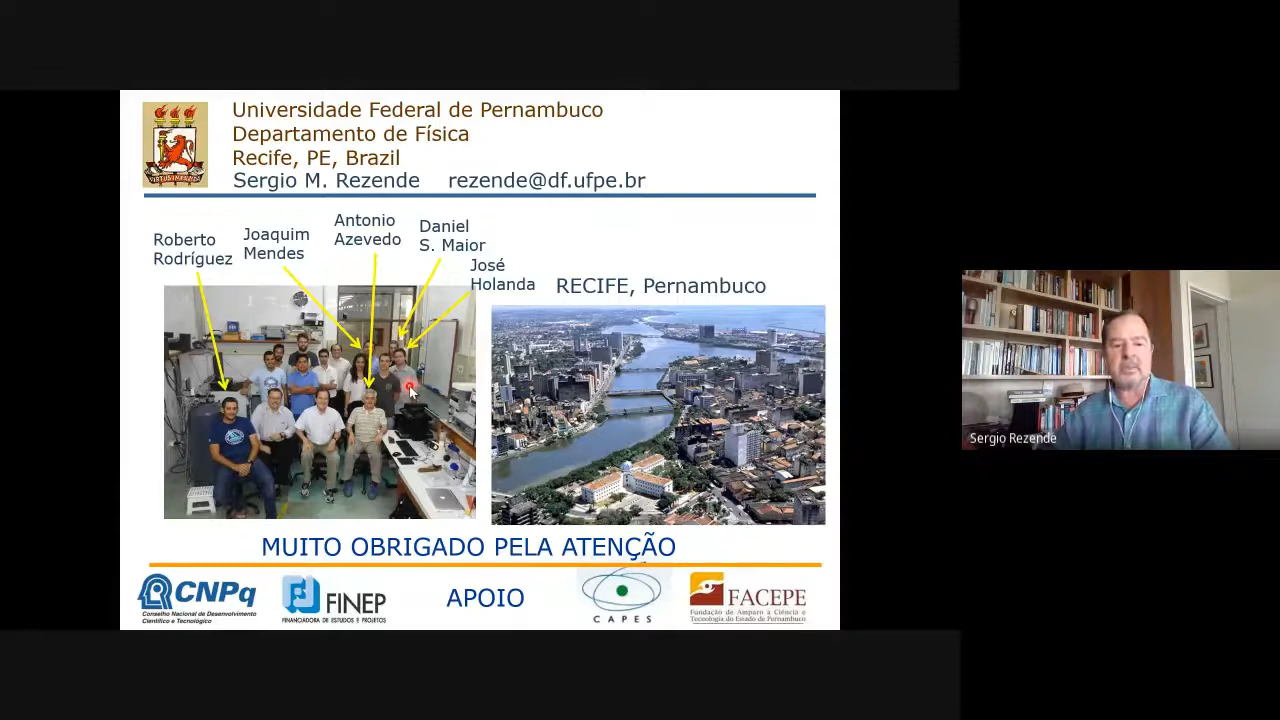 Universidade Federal de Pernambuco
Departamento de Física
Recife, PE, Brazil
Sergio M. Rezende rezende@df.ufpe.br
VIRTUS IMPAVIDA
Roberto
Rodríguez
Joaquim
Mendes
Antonio
Azevedo
Daniel
S. Maior
José
Holanda
RECIFE, Pernambuco
MUITO OBRIGADO PELA ATENÇÃO
CNPq
Conselho Nacional de Desenvolvimento
Científico e Tecnológico
FINEP
FINANCIADORA DE ESTUDOS E PROJETOS
APOIO
CAPES
FACEPE
Fundação de Amparo à Ciência e
Tecnologia do Estado de Pernambuco
Sergio Rezende